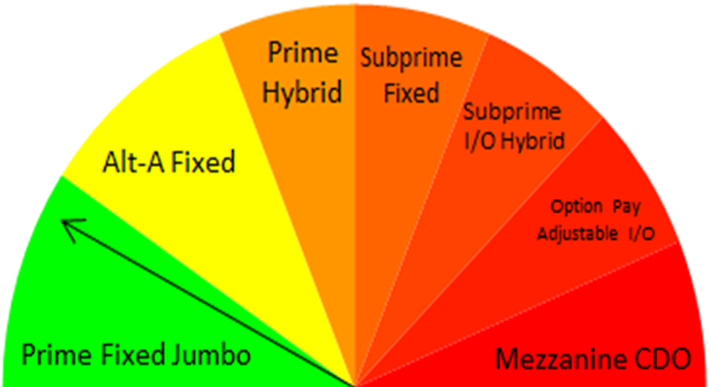 Prime Fixed Jumbo
Alt-A Fixed
Prime
Hybrid
Subprime
Fixed
Subprime
I/O Hybrid
Option Pay
Adjustable I/O
Mezzanine CDO